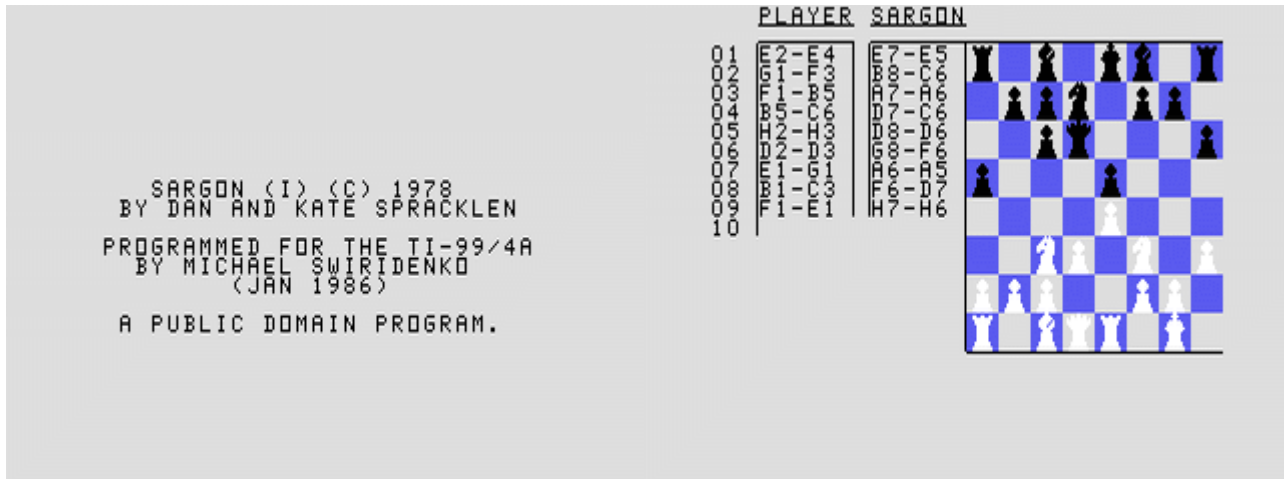 SARGON (I) (C) 1978
BY DAN AND KATE SPRACKLEN
PROGRAMMED FOR THE TI-99/4A
BY MICHAEL SWIRIDENKO
(JAN 1986)
A PUBLIC DOMAIN PROGRAM.
PLAYER SARGON
01 E2-E4 E7-E5
02 G1-F3 B8-C6
03 F1-B5 A7-A6
04 B5-C6 D7-C6
05 H2-H3 D8-D6
06 D2-D3 G8-F6
07 E1-G1 A6-A5
08 B1-C3 F6-D7
09 F1-E1 H7-H6
10